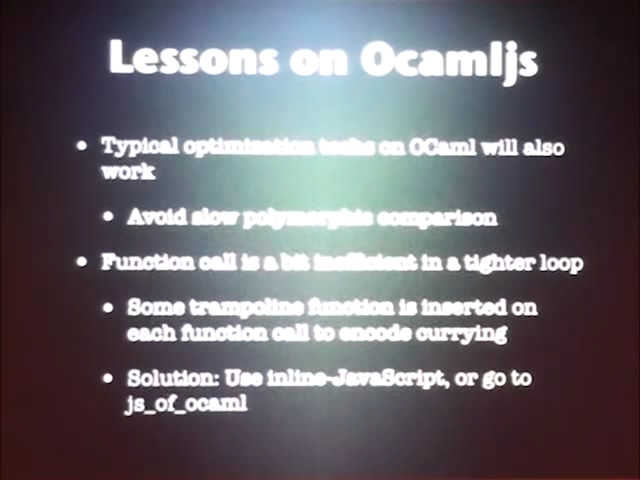 Lessons on Ocamljs
• Typical optimization techs on OCaml will also
work
• Avoid slow polymorphic comparison
• Function call is a bit inefficient in a tighter loop
• Some trampoline function is inserted on
each function call to encode currying
• Solution: Use inline-JavaScript, or go to
js_of_ocaml